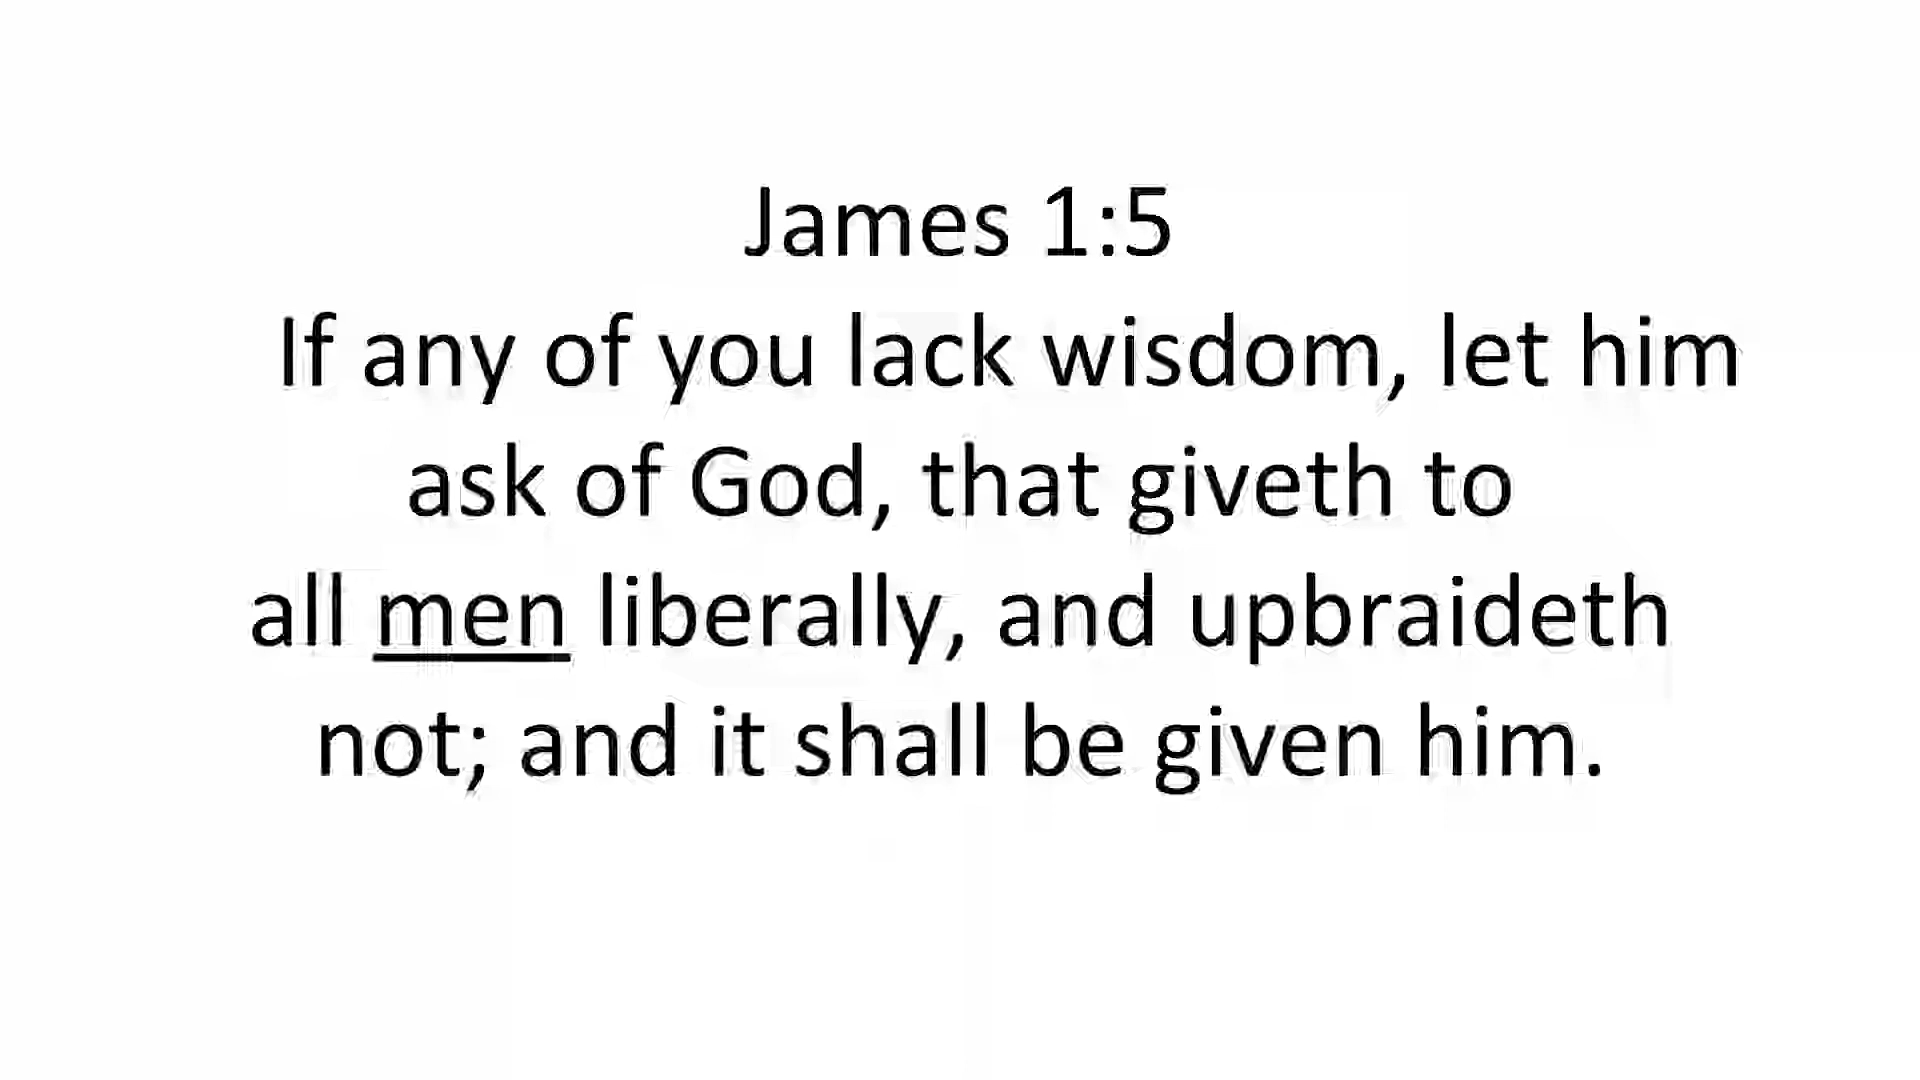 James 1:5
If any of you lack wisdom, let him
ask of God, that giveth to
all men liberally, and upbraideth
not; and it shall be given him.